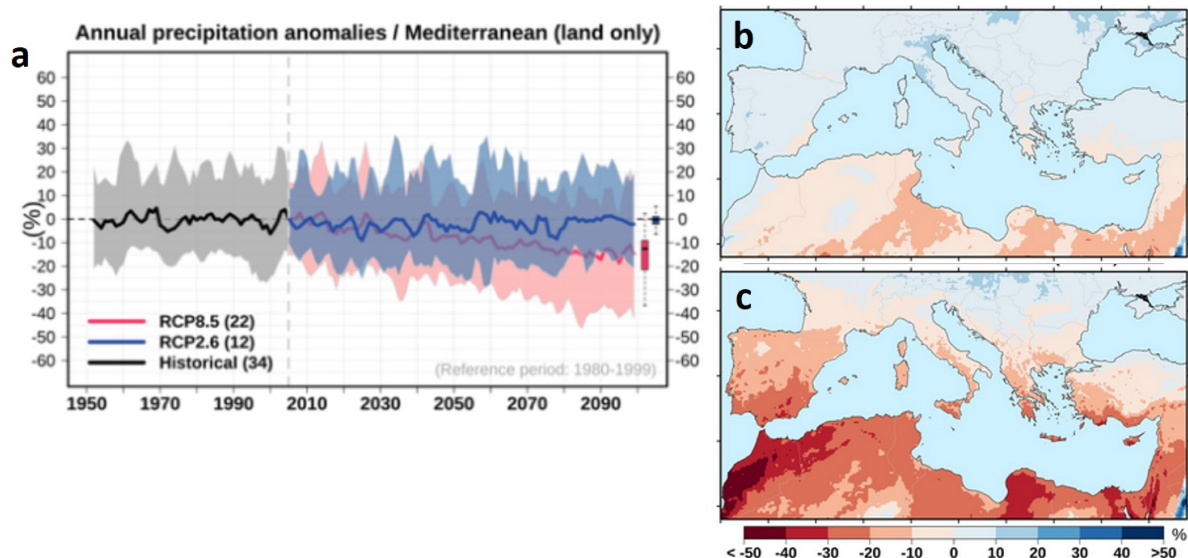 a
Annual precipitation anomalies / Mediterranean (land only)
60 60
50 50
40 40
30 30
20 20
10 10
0 0
(%)
-10 -10
-20 -20
-30 -30
-40 -40
-50 -50
-60 -60
RCP8.5 (22)
RCP2.6 (12)
Historical (34)
(Reference period: 1980-1999)
1950 1970 1990 2010 2030 2050 2070 2090
b
c
%
< -50 -40 -30 -20 -10 0 10 20 30 40 >50